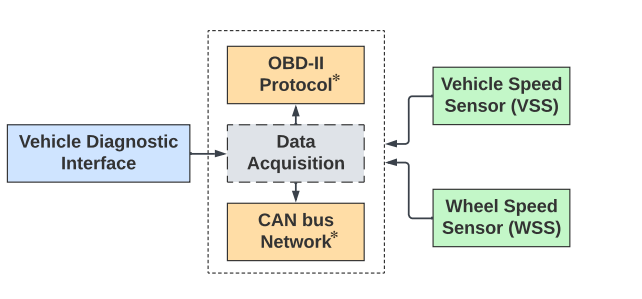 OBD-II
Protocol*
Vehicle Speed
Sensor (VSS)
Vehicle Diagnostic
Interface
Data
Acquisition
Wheel Speed
Sensor (WSS)
CAN bus
Network*